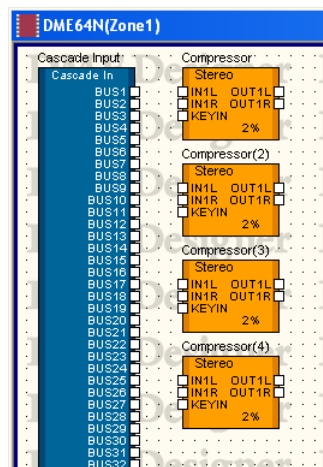 DME64N(Zone1)
Cascade Input
Cascade In
BUS1
BUS2
BUS3
BUS4
BUS5
BUS6
BUS7
BUS8
BUS9
BUS10
BUS11
BUS12
BUS13
BUS14
BUS15
BUS16
BUS17
BUS18
BUS19
BUS20
BUS21
BUS22
BUS23
BUS24
BUS25
BUS26
BUS27
BUS28
BUS29
BUS30
BUS31
BUS32
Compressor
Stereo
IN1L OUT1L
IN1R OUT1R
KEYIN
2%
Compressor(2)
Stereo
IN1L OUT1L
IN1R OUT1R
KEYIN
2%
Compressor(3)
Stereo
IN1L OUT1L
IN1R OUT1R
KEYIN
2%
Compressor(4)
Stereo
IN1L OUT1L
IN1R OUT1R
KEYIN
2%
Designer